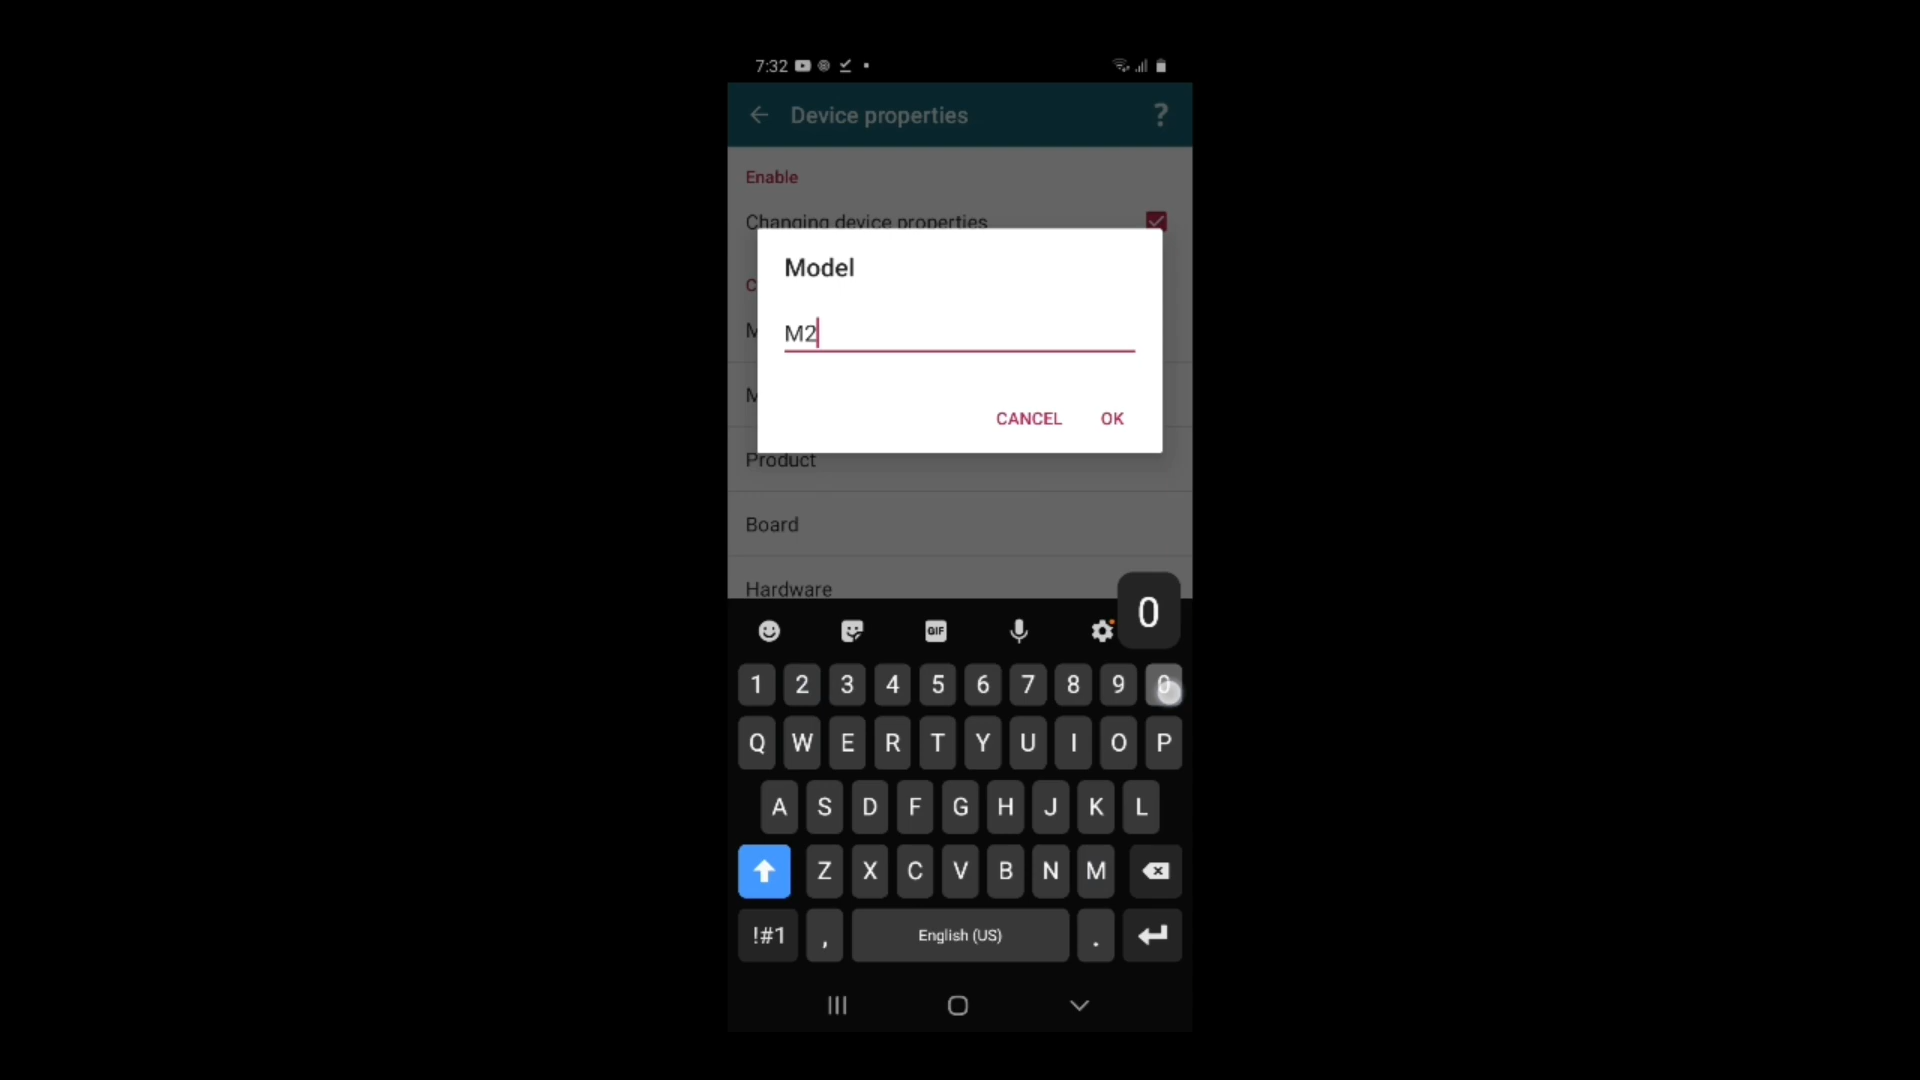 7:32
Device properties ?
Enable
Changing device properties
Model
C
M
M2
M
CANCEL OK
Product
Board
Hardware
0
GIF
1 2 3 4 5 6 7 8 9 0
Q W E R T Y U I O P
A S D F G H J K L
Z X C V B N M
!#1 , English (US) .